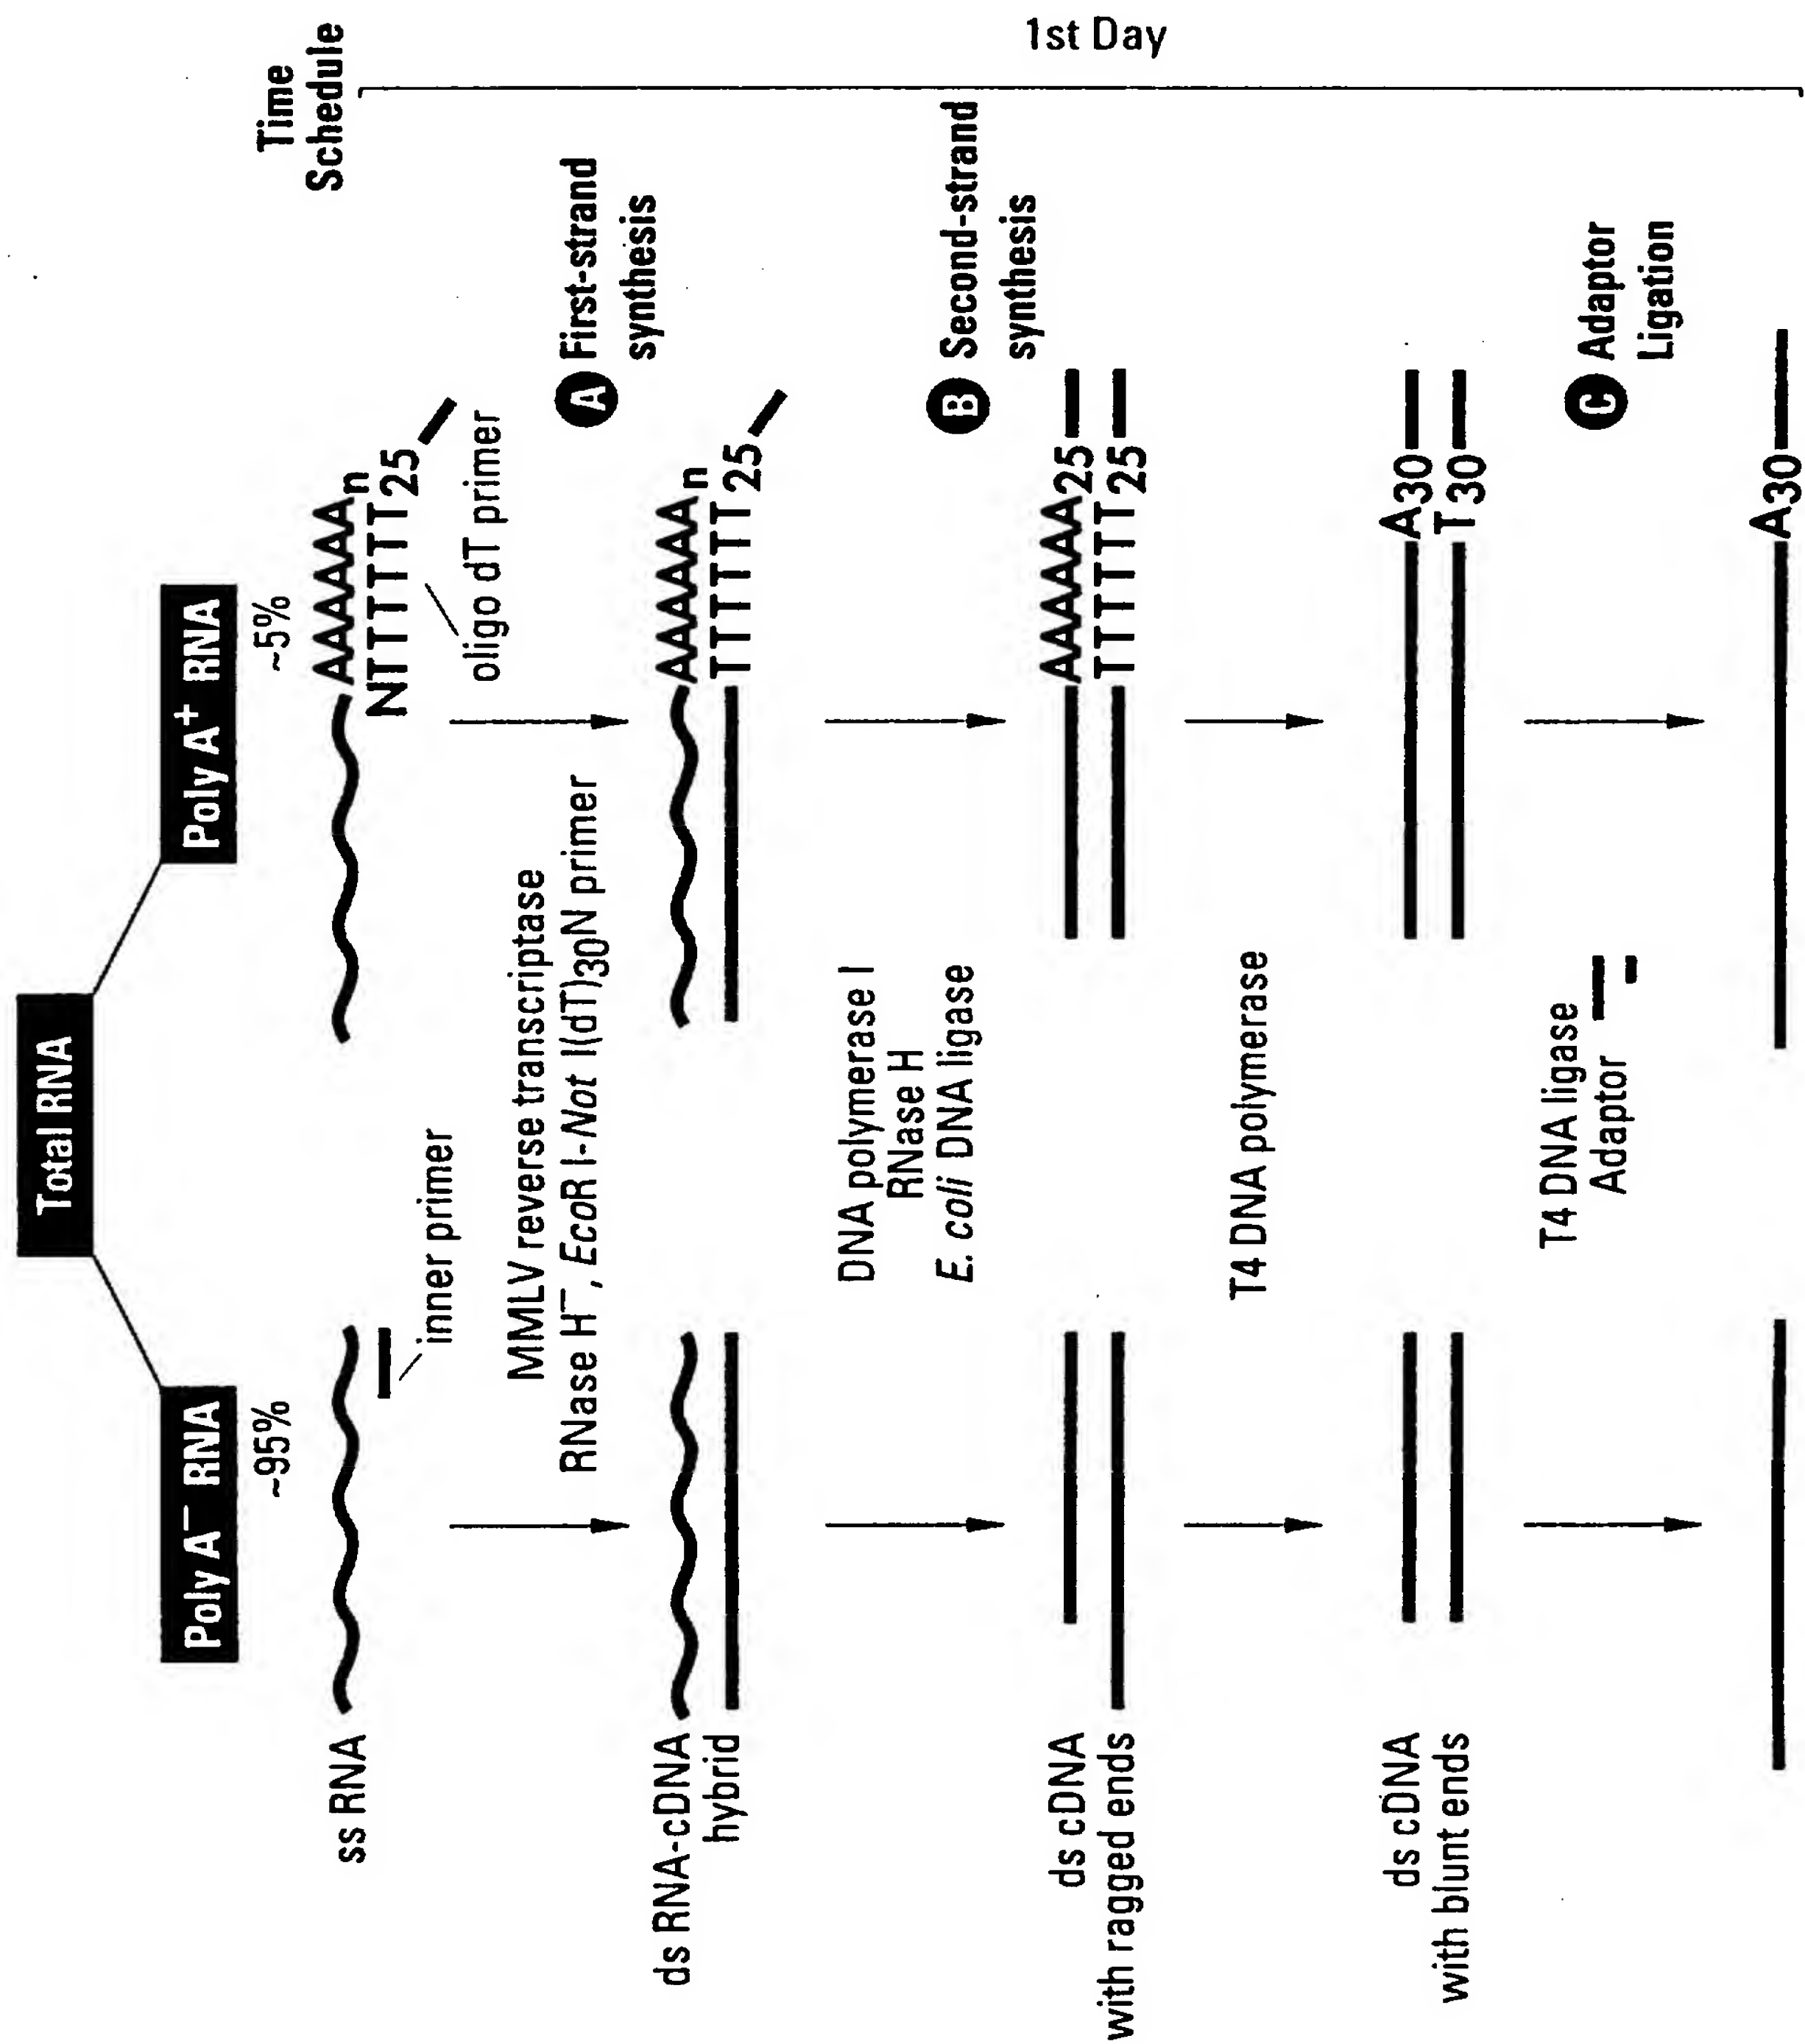 Total RNA
Poly A⁻ RNA
Poly A⁺ RNA
~95%
~5%
Time
Schedule
1st Day
ss RNA
AAAAAAn
NTTTTTT25
inner primer
oligo dT primer
MMLV reverse transcriptase
RNase H⁻, EcoR I-Not I(dT)30N primer
A First-strand
synthesis
ds RNA-cDNA
hybrid
AAAAAAn
TTTTTT25
DNA polymerase I
RNase H
E. coli DNA ligase
B Second-strand
synthesis
ds cDNA
with ragged ends
AAAAAA25
TTTTTT25
T4 DNA polymerase
ds cDNA
with blunt ends
A30
T30
T4 DNA ligase
Adaptor
C Adaptor
Ligation
A30